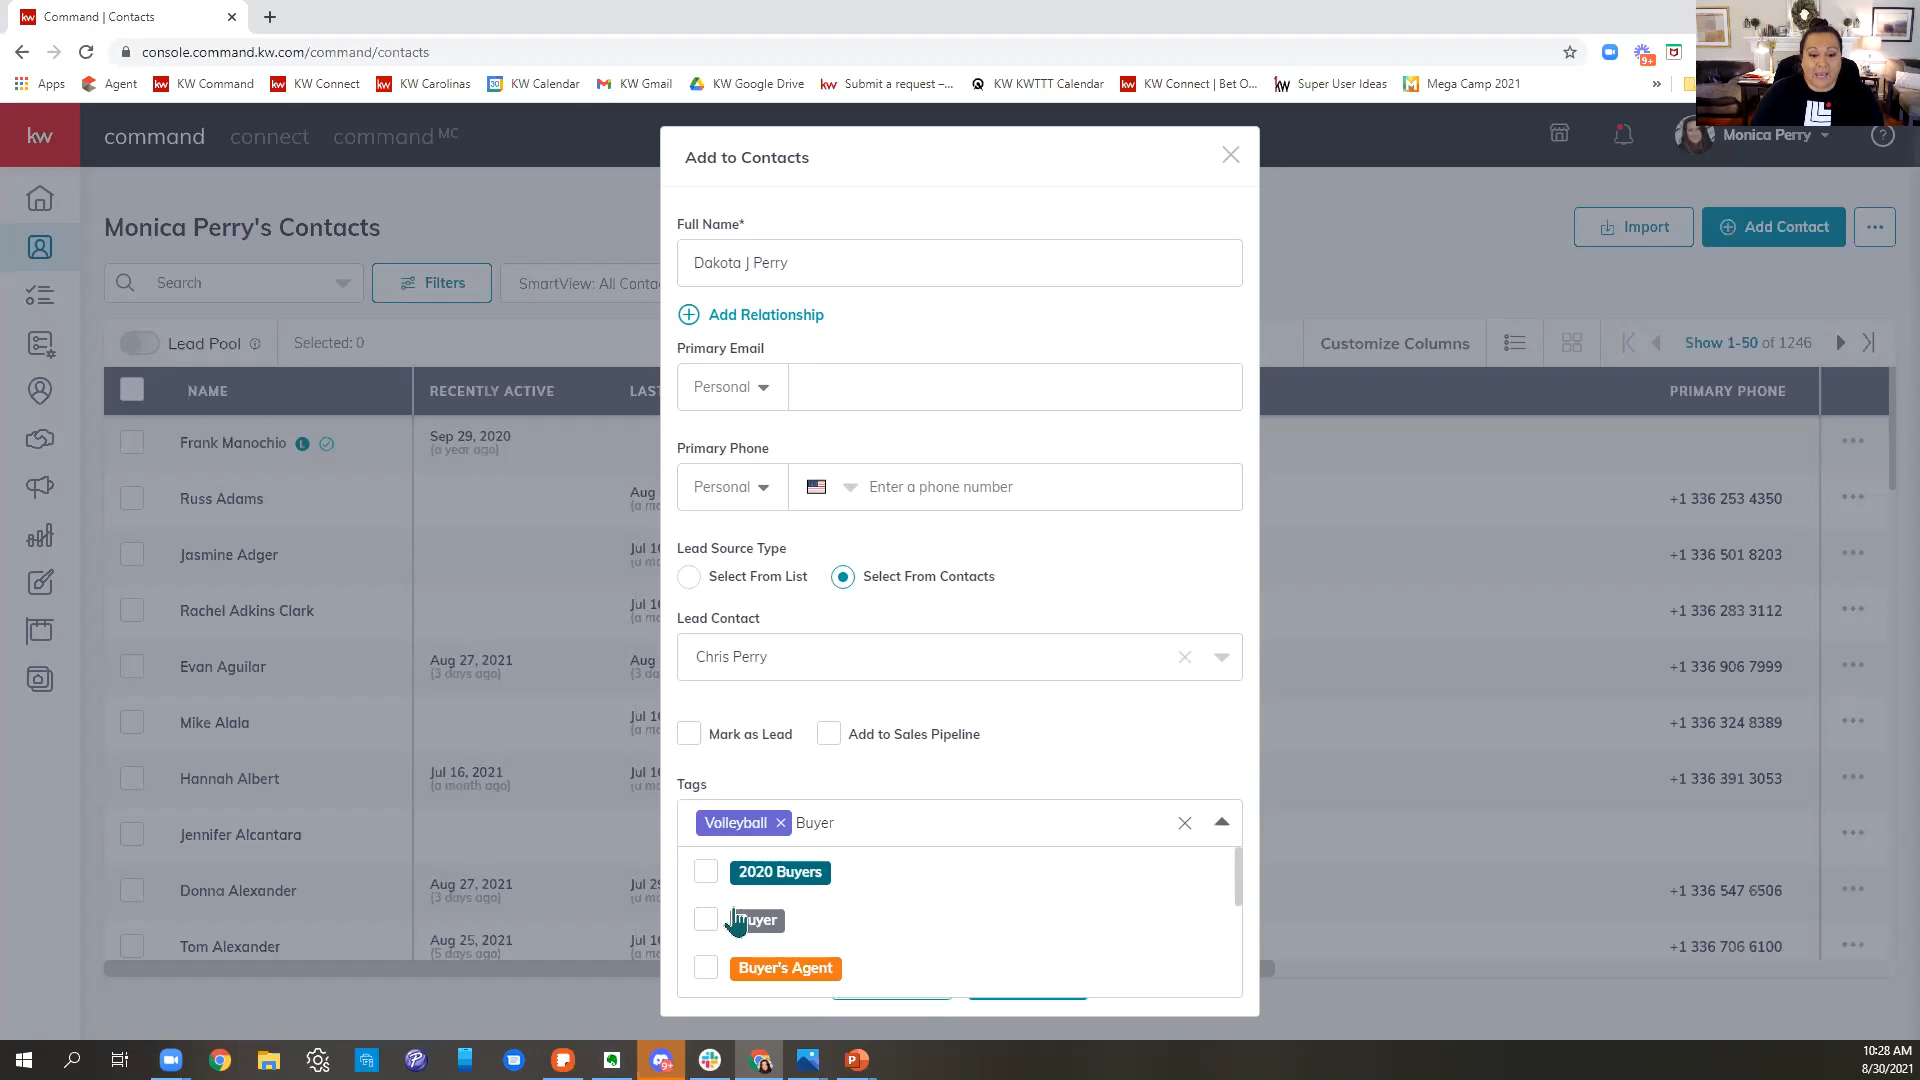 kw Command | Contacts
console.command.kw.com/command/contacts
9+
Apps Agent KW Command KW Connect KW Carolinas 30 KW Calendar KW Gmail KW Google Drive kw Submit a request –... KW KWTTT Calendar KW Connect | Bet O... Super User Ideas Mega Camp 2021 »
kw command connect command MC Monica Perry ?
Add to Contacts
Monica Perry's Contacts
Import Add Contact ...
Search Filters SmartView: All Conta
Lead Pool Selected: 0 Customize Columns Show 1-50 of 1246
NAME RECENTLY ACTIVE LAS PRIMARY PHONE
Frank Manochio L Sep 29, 2020
(a year ago)
Russ Adams Aug +1 336 253 4350
(a mo
Jasmine Adger Jul 16 +1 336 501 8203
(a mo
Rachel Adkins Clark Jul 16 +1 336 283 3112
(a mo
Evan Aguilar Aug 27, 2021 Aug +1 336 906 7999
(3 days ago) (3 da
Mike Alala Jul 16 +1 336 324 8389
(a mo
Hannah Albert Jul 16, 2021 Jul 16 +1 336 391 3053
(a month ago) (a mo
Jennifer Alcantara
Donna Alexander Aug 27, 2021 Jul 29 +1 336 547 6506
(3 days ago)
Tom Alexander Aug 25, 2021 Jul 16 +1 336 706 6100
(5 days ago)
Full Name*
Dakota J Perry
Add Relationship
Primary Email
Personal
Primary Phone
Personal Enter a phone number
Lead Source Type
Select From List Select From Contacts
Lead Contact
Chris Perry
Mark as Lead Add to Sales Pipeline
Tags
Volleyball × Buyer
2020 Buyers
uyer
Buyer's Agent
9+
10:28 AM
8/30/2021